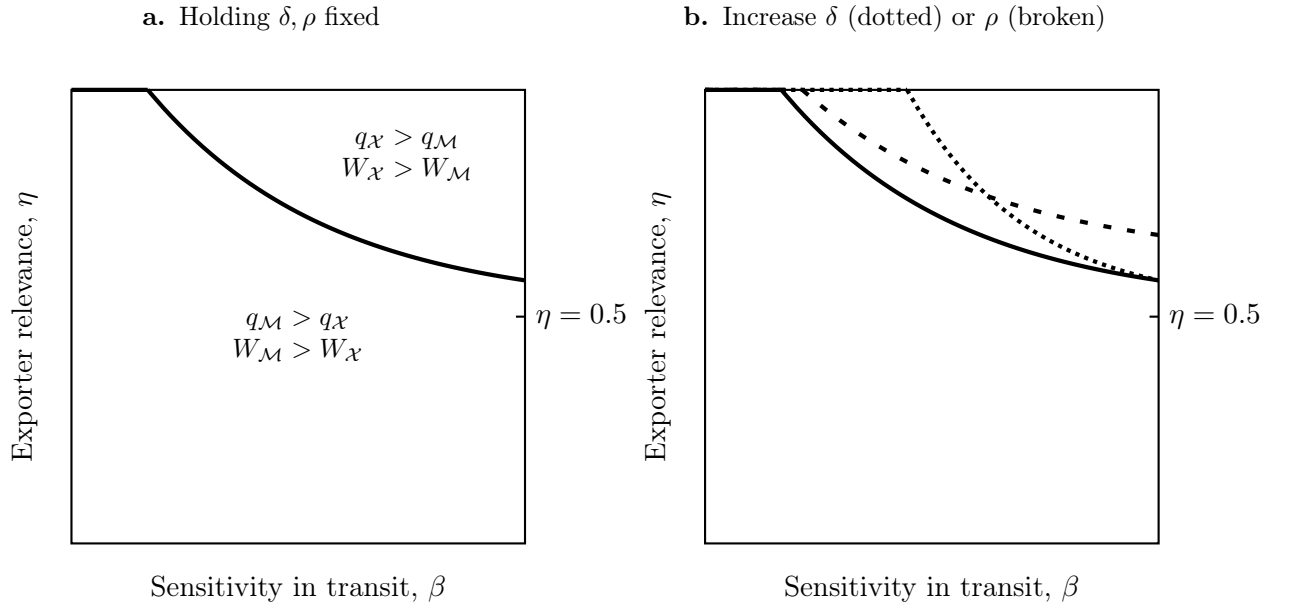 a. Holding δ, ρ fixed
Exporter relevance, η
q𝒳 > qℳ
W𝒳 > Wℳ
qℳ > q𝒳
Wℳ > W𝒳
η = 0.5
Sensitivity in transit, β
b. Increase δ (dotted) or ρ (broken)
Exporter relevance, η
η = 0.5
Sensitivity in transit, β